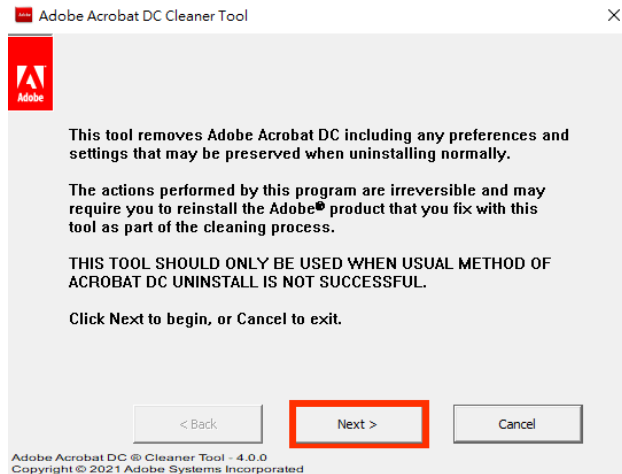 Adobe Acrobat DC Cleaner Tool
Adobe
This tool removes Adobe Acrobat DC including any preferences and
settings that may be preserved when uninstalling normally.
The actions performed by this program are irreversible and may
require you to reinstall the Adobe® product that you fix with this
tool as part of the cleaning process.
THIS TOOL SHOULD ONLY BE USED WHEN USUAL METHOD OF
ACROBAT DC UNINSTALL IS NOT SUCCESSFUL.
Click Next to begin, or Cancel to exit.
< Back Next > Cancel
Adobe Acrobat DC ® Cleaner Tool - 4.0.0
Copyright © 2021 Adobe Systems Incorporated